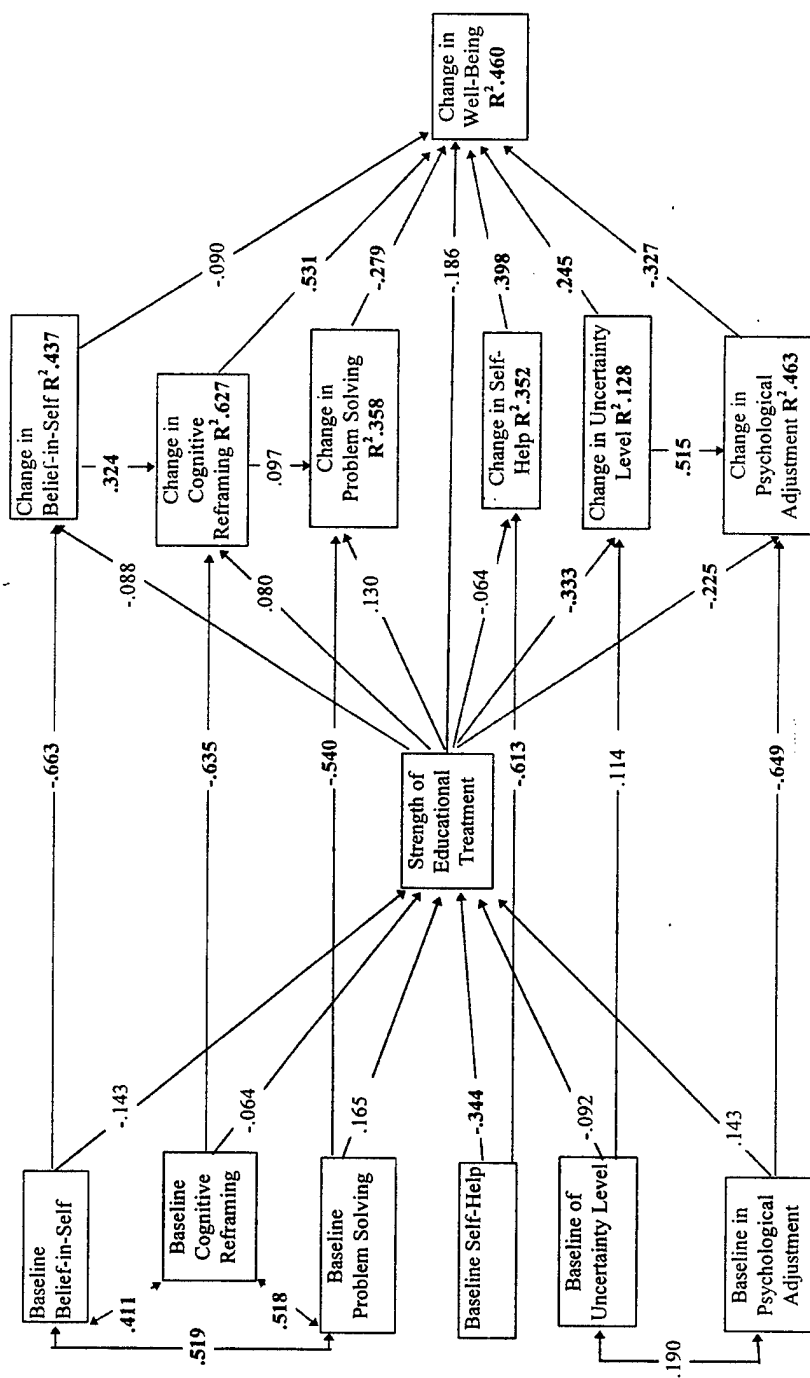 Baseline
Belief-in-Self
Baseline
Cognitive
Reframing
Baseline
Problem Solving
Baseline Self-Help
Baseline of
Uncertainty Level
Baseline in
Psychological
Adjustment
.411
.519
.518
.190
-.143
-.064
.165
-.344
-.092
.143
-.663
-.635
-.540
-.613
.114
-.649
Strength of
Educational
Treatment
-.088
.080
.130
-.064
-.333
-.225
-.186
Change in
Belief-in-Self R².437
.324
Change in
Cognitive
Reframing R².627
.097
Change in
Problem Solving
R².358
Change in Self-
Help R².352
Change in Uncertainty
Level R².128
.515
Change in
Psychological
Adjustment R².463
-.090
.531
-.279
.398
.245
-.327
Change in
Well-Being
R².460